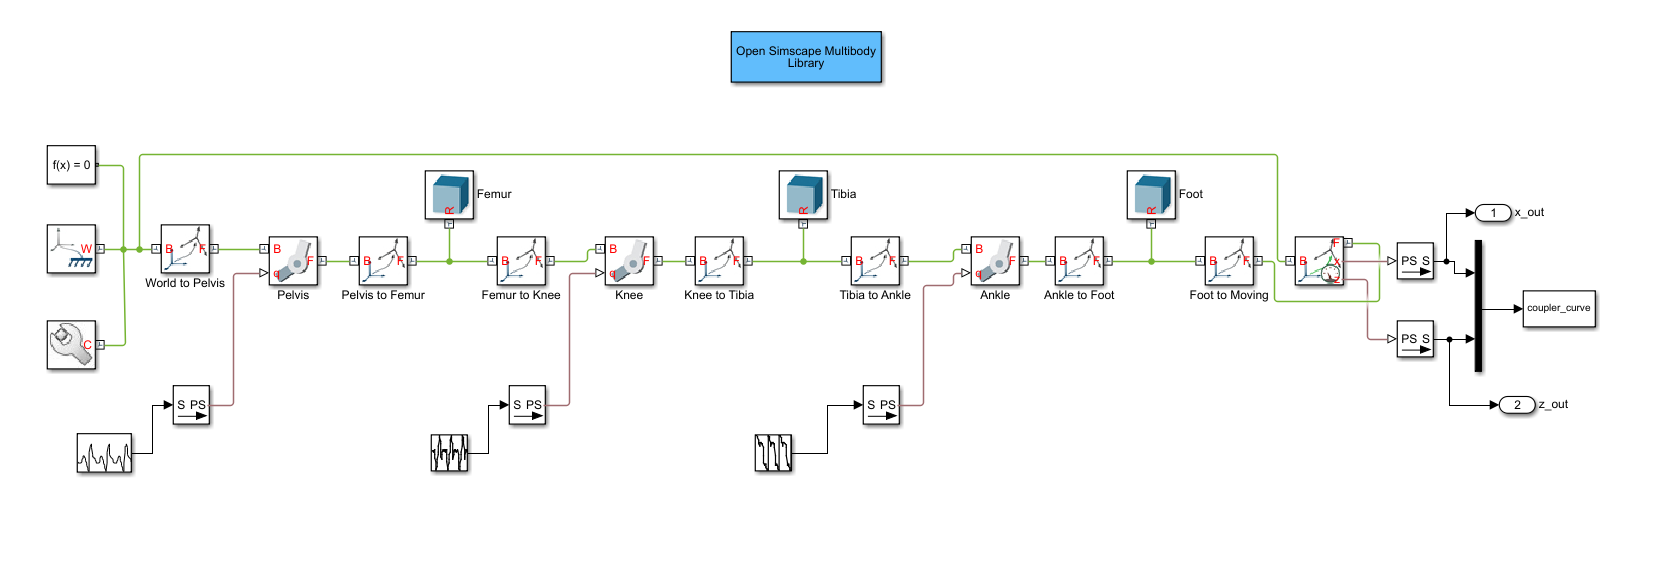 Open Simscape Multibody
Library
f(x) = 0
Femur
Tibia
Foot
1
x_out
W
B
F
World to Pelvis
B
q
F
Pelvis
B
F
Pelvis to Femur
R
B
F
Femur to Knee
B
q
F
Knee
B
F
Knee to Tibia
R
B
F
Tibia to Ankle
B
q
F
Ankle
B
F
Ankle to Foot
R
B
F
Foot to Moving
B
F
x
z
PS S
coupler_curve
PS S
C
S PS
S PS
S PS
2
z_out